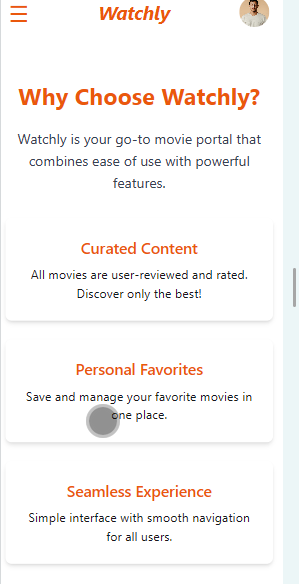 Watchly
Why Choose Watchly?
Watchly is your go-to movie portal that
combines ease of use with powerful
features.
Curated Content
All movies are user-reviewed and rated.
Discover only the best!
Personal Favorites
Save and manage your favorite movies in
one place.
Seamless Experience
Simple interface with smooth navigation
for all users.